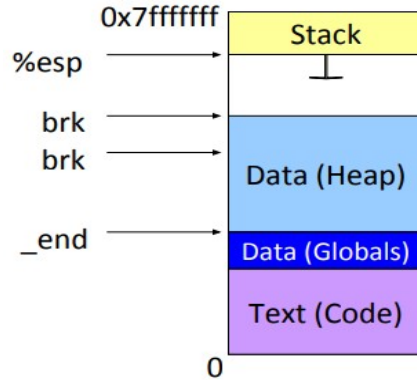 0x7fffffff
Stack
%esp
brk
brk
Data (Heap)
_end
Data (Globals)
Text (Code)
0